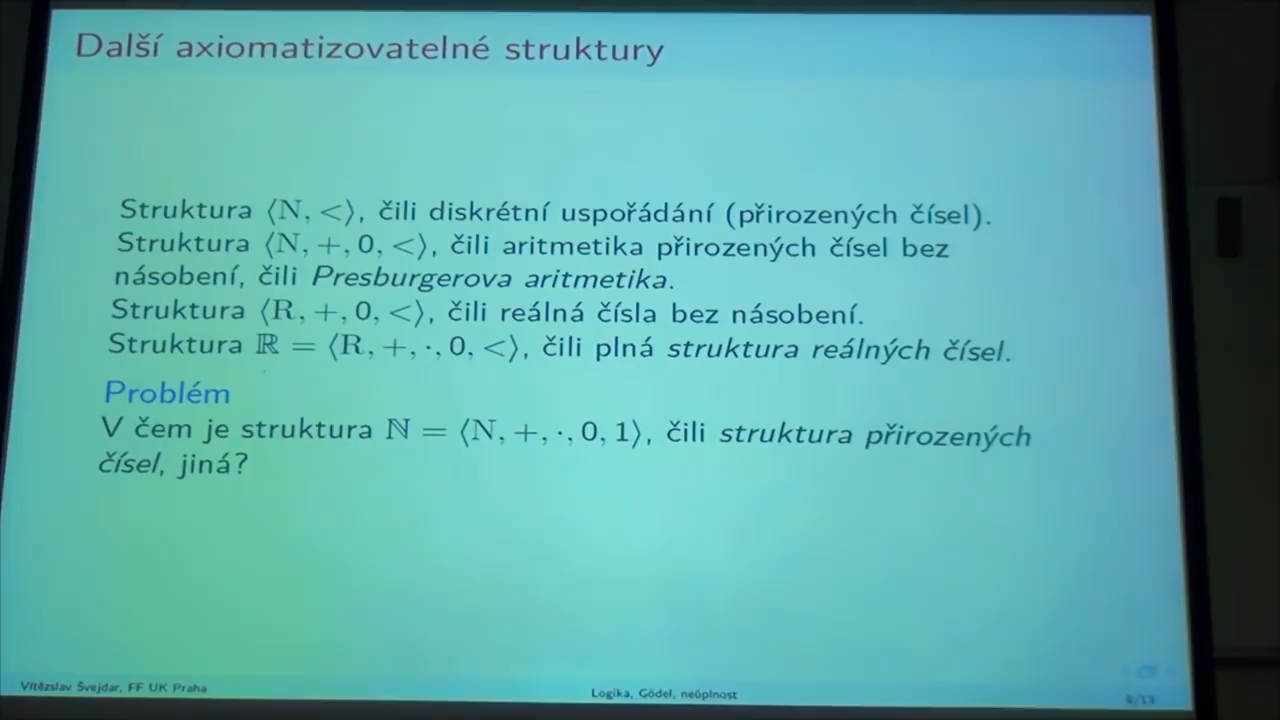 Další axiomatizovatelné struktury
Struktura ⟨N, <⟩, čili diskrétní uspořádání (přirozených čísel).
Struktura ⟨N, +, 0, <⟩, čili aritmetika přirozených čísel bez
násobení, čili Presburgerova aritmetika.
Struktura ⟨R, +, 0, <⟩, čili reálná čísla bez násobení.
Struktura ℝ = ⟨R, +, ·, 0, <⟩, čili plná struktura reálných čísel.
Problém
V čem je struktura ℕ = ⟨N, +, ·, 0, 1⟩, čili struktura přirozených
čísel, jiná?
Vítězslav Švejdar, FF UK Praha
Logika, Gödel, neúplnost